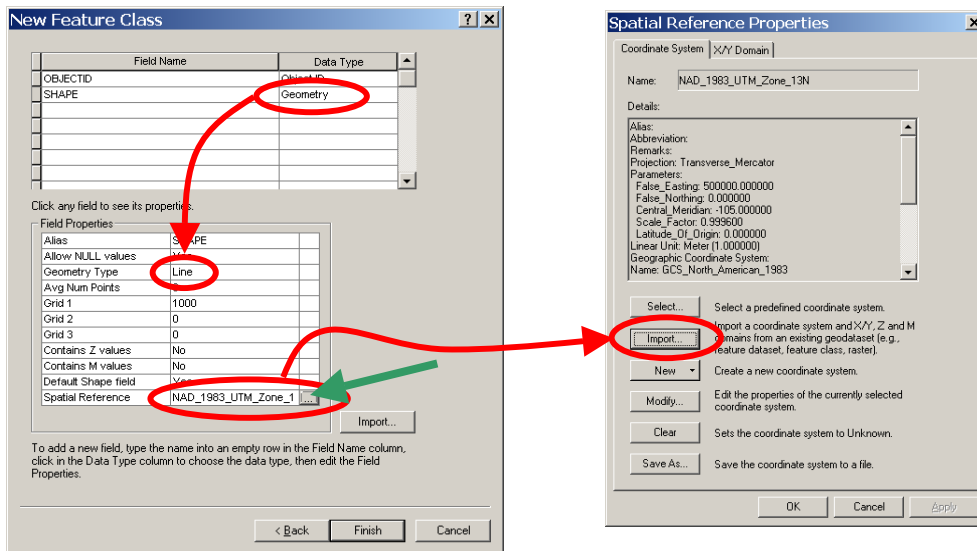 New Feature Class
Field Name Data Type
OBJECTID Object ID
SHAPE Geometry
Click any field to see its properties.
Field Properties
Alias SHAPE
Allow NULL values Yes
Geometry Type Line
Avg Num Points
Grid 1 1000
Grid 2 0
Grid 3 0
Contains Z values No
Contains M values No
Default Shape field Yes
Spatial Reference NAD_1983_UTM_Zone_1 ...
Import...
To add a new field, type the name into an empty row in the Field Name column,
click in the Data Type column to choose the data type, then edit the Field
Properties.
< Back Finish Cancel
Spatial Reference Properties
Coordinate System X/Y Domain
Name: NAD_1983_UTM_Zone_13N
Details:
Alias:
Abbreviation:
Remarks:
Projection: Transverse_Mercator
Parameters:
False_Easting: 500000.000000
False_Northing: 0.000000
Central_Meridian: -105.000000
Scale_Factor: 0.999600
Latitude_Of_Origin: 0.000000
Linear Unit: Meter (1.000000)
Geographic Coordinate System:
Name: GCS_North_American_1983
Select... Select a predefined coordinate system.
Import... Import a coordinate system and X/Y, Z and M
domains from an existing geodataset (e.g.,
feature dataset, feature class, raster).
New Create a new coordinate system.
Modify... Edit the properties of the currently selected
coordinate system.
Clear Sets the coordinate system to Unknown.
Save As... Save the coordinate system to a file.
OK Cancel Apply